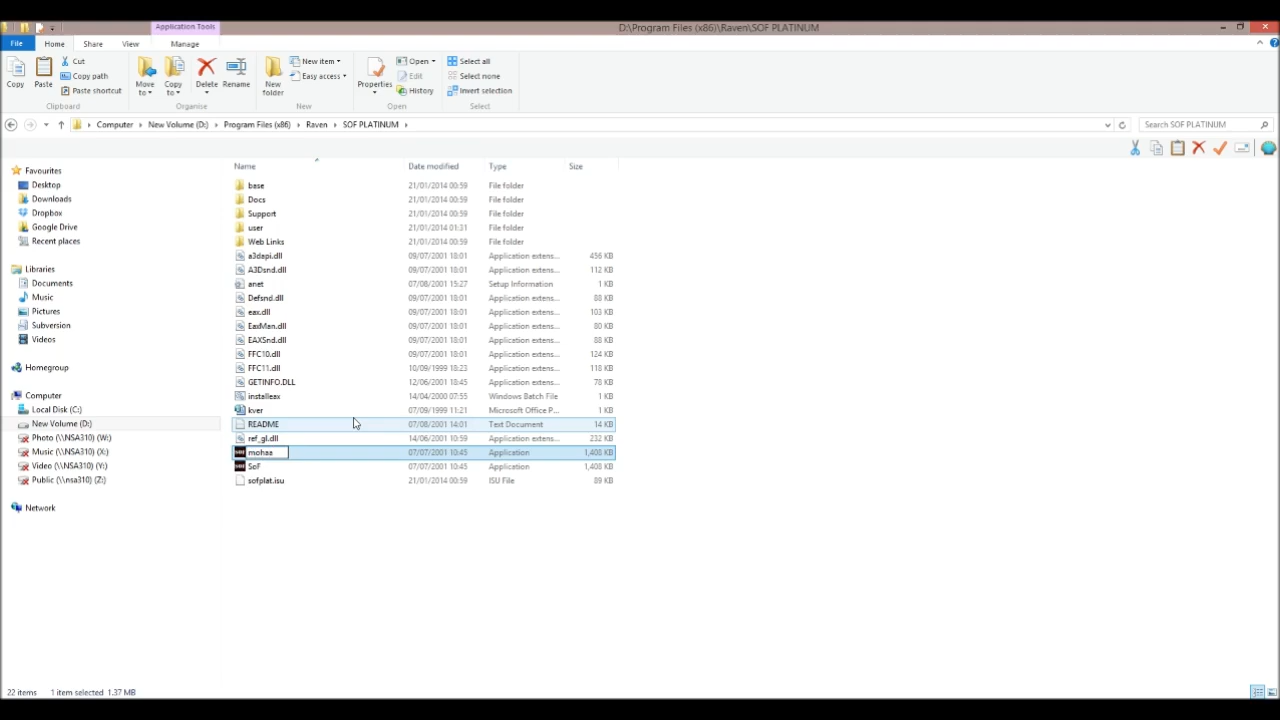 Application Tools
D:\Program Files (x86)\Raven\SOF PLATINUM
File Home Share View Manage
Copy
Paste
Cut
Copy path
Paste shortcut
Clipboard
Move to
Copy to
Delete
Rename
Organise
New folder
New item
Easy access
New
Properties
Open
Edit
History
Open
Select all
Select none
Invert selection
Select
Computer New Volume (D:) Program Files (x86) Raven SOF PLATINUM
Search SOF PLATINUM
Favourites
Desktop
Downloads
Dropbox
Google Drive
Recent places
Libraries
Documents
Music
Pictures
Subversion
Videos
Homegroup
Computer
Local Disk (C:)
New Volume (D:)
Photo (\\NSA310) (W:)
Music (\\NSA310) (X:)
Video (\\NSA310) (Y:)
Public (\\nsa310) (Z:)
Network
Name Date modified Type Size
base 21/01/2014 00:59 File folder
Docs 21/01/2014 00:59 File folder
Support 21/01/2014 00:59 File folder
user 21/01/2014 01:31 File folder
Web Links 21/01/2014 00:59 File folder
a3dapi.dll 09/07/2001 18:01 Application extens... 456 KB
A3Dsnd.dll 09/07/2001 18:01 Application extens... 112 KB
anet 07/08/2001 15:27 Setup Information 1 KB
Defsnd.dll 09/07/2001 18:01 Application extens... 88 KB
eax.dll 09/07/2001 18:01 Application extens... 103 KB
EaxMan.dll 09/07/2001 18:01 Application extens... 80 KB
EAXSnd.dll 09/07/2001 18:01 Application extens... 88 KB
FFC10.dll 09/07/2001 18:01 Application extens... 124 KB
FFC11.dll 10/09/1999 18:23 Application extens... 118 KB
GETINFO.DLL 12/06/2001 18:45 Application extens... 78 KB
installeax 14/04/2000 07:55 Windows Batch File 1 KB
kver 07/09/1999 11:21 Microsoft Office P... 1 KB
README 07/08/2001 14:01 Text Document 14 KB
ref_gl.dll 14/06/2001 10:59 Application extens... 232 KB
mohaa 07/07/2001 10:45 Application 1,408 KB
SoF 07/07/2001 10:45 Application 1,408 KB
sofplat.isu 21/01/2014 00:59 ISU File 89 KB
22 items 1 item selected 1.37 MB